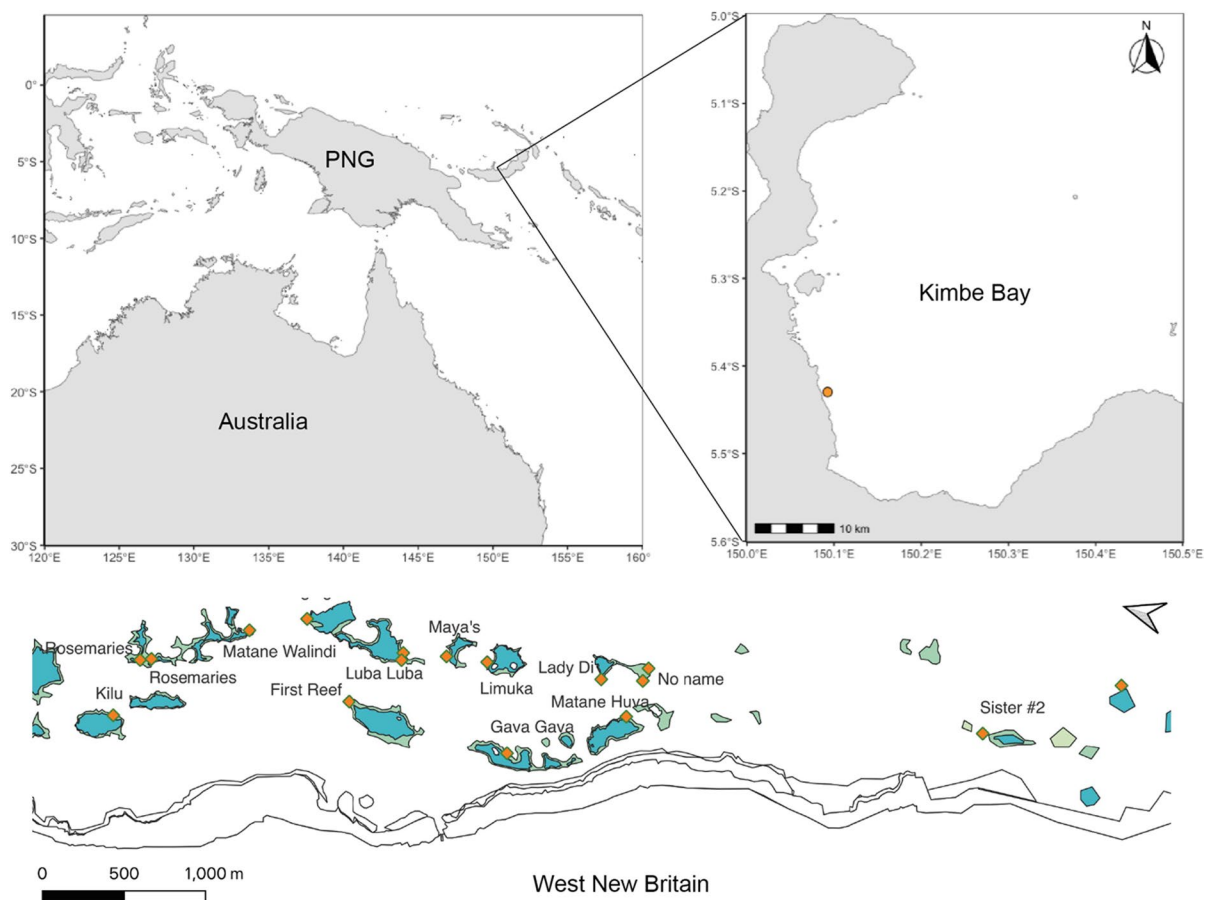 0°
5°S
10°S
15°S
20°S
25°S
30°S
120°E
125°E
130°E
135°E
140°E
145°E
150°E
155°E
160°
PNG
Australia
5.0°S
5.1°S
5.2°S
5.3°S
5.4°S
5.5°S
5.6°S
150.0°E
150.1°E
150.2°E
150.3°E
150.4°E
150.5°E
N
Kimbe Bay
10 km
Rosemaries
Rosemaries
Matane Walindi
Kilu
First Reef
Luba Luba
Maya's
Limuka
Lady Di
No name
Matane Huva
Gava Gava
Sister #2
0 500 1,000 m
West New Britain